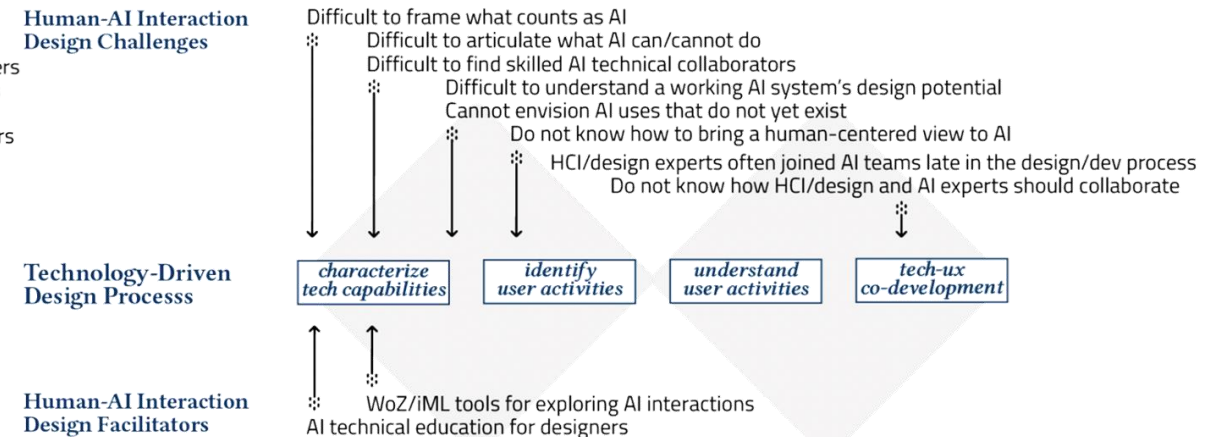 Human-AI Interaction
Design Challenges
Difficult to frame what counts as AI
Difficult to articulate what AI can/cannot do
Difficult to find skilled AI technical collaborators
Difficult to understand a working AI system's design potential
Cannot envision AI uses that do not yet exist
Do not know how to bring a human-centered view to AI
HCI/design experts often joined AI teams late in the design/dev process
Do not know how HCI/design and AI experts should collaborate
ers
rs
Technology-Driven
Design Processs
characterize
tech capabilities
identify
user activities
understand
user activities
tech-ux
co-development
Human-AI Interaction
Design Facilitators
WoZ/iML tools for exploring AI interactions
AI technical education for designers